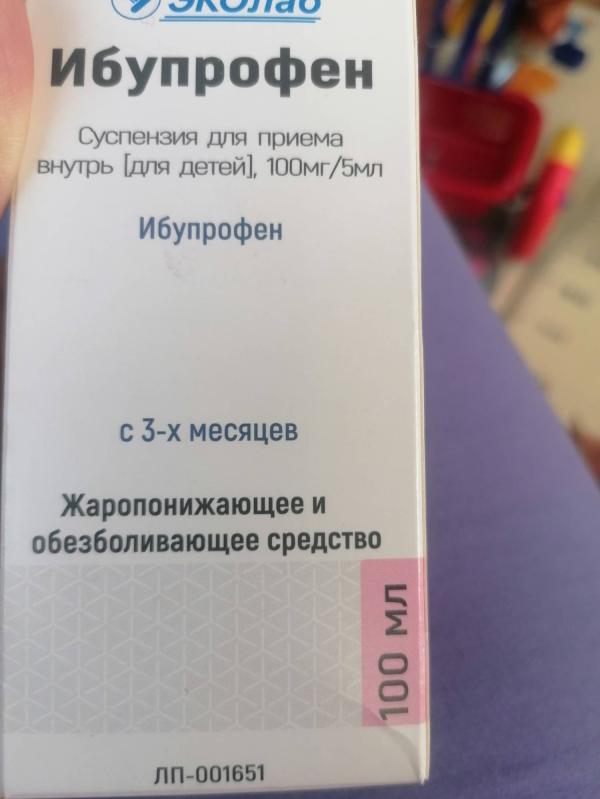 ЭКОлаб
Ибупрофен
Суспензия для приема
внутрь [для детей], 100мг/5мл
Ибупрофен
с 3-х месяцев
Жаропонижающее и
обезболивающее средство
100 мл
ЛП-001651